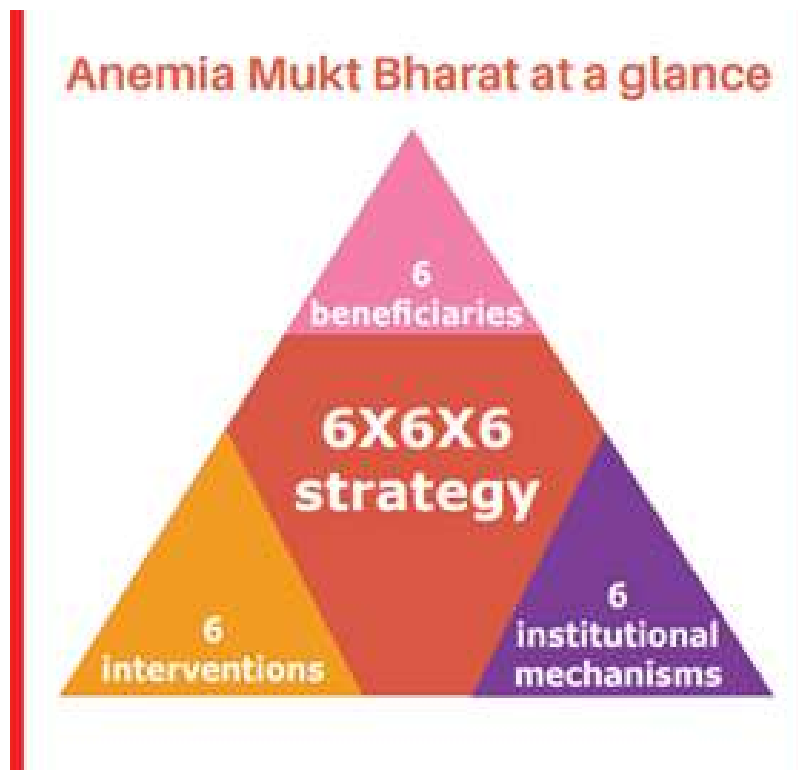 Anemia Mukt Bharat at a glance
6
beneficiaries
6X6X6
strategy
6
interventions
6
institutional
mechanisms